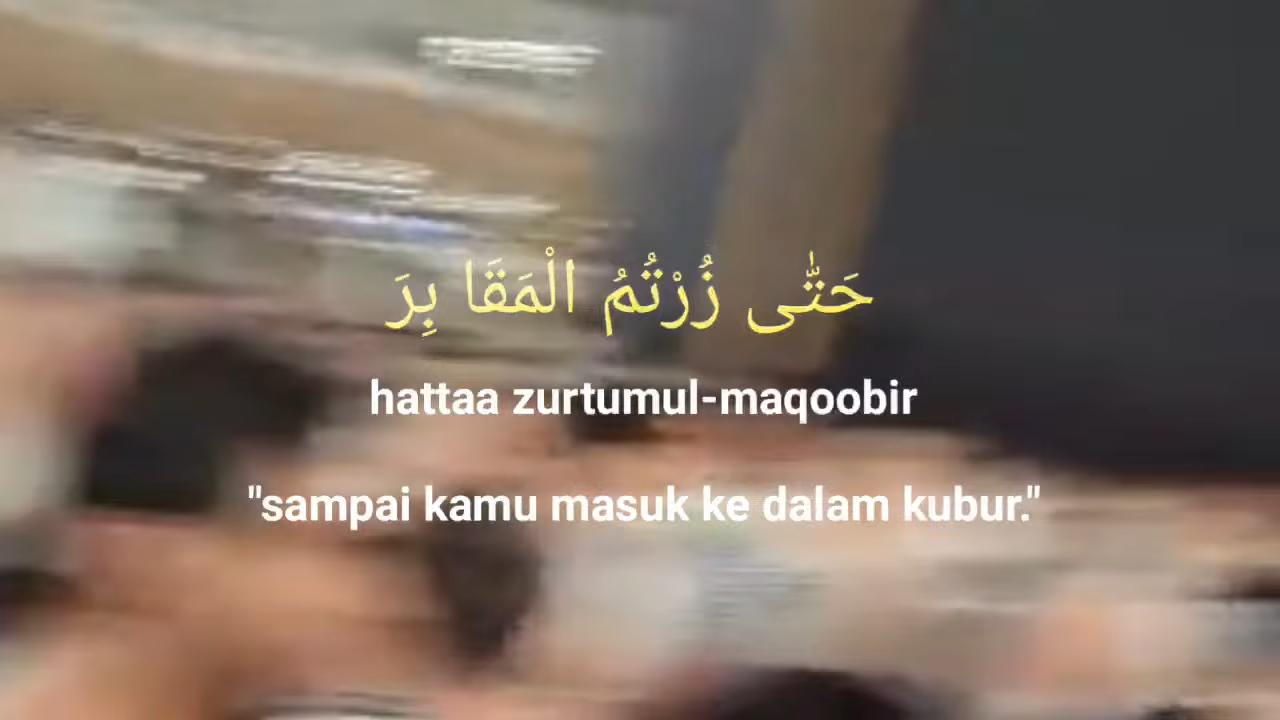 حَتّٰى زُرْتُمُ الْمَقَا بِرَ
hattaa zurtumul-maqoobir
"sampai kamu masuk ke dalam kubur."